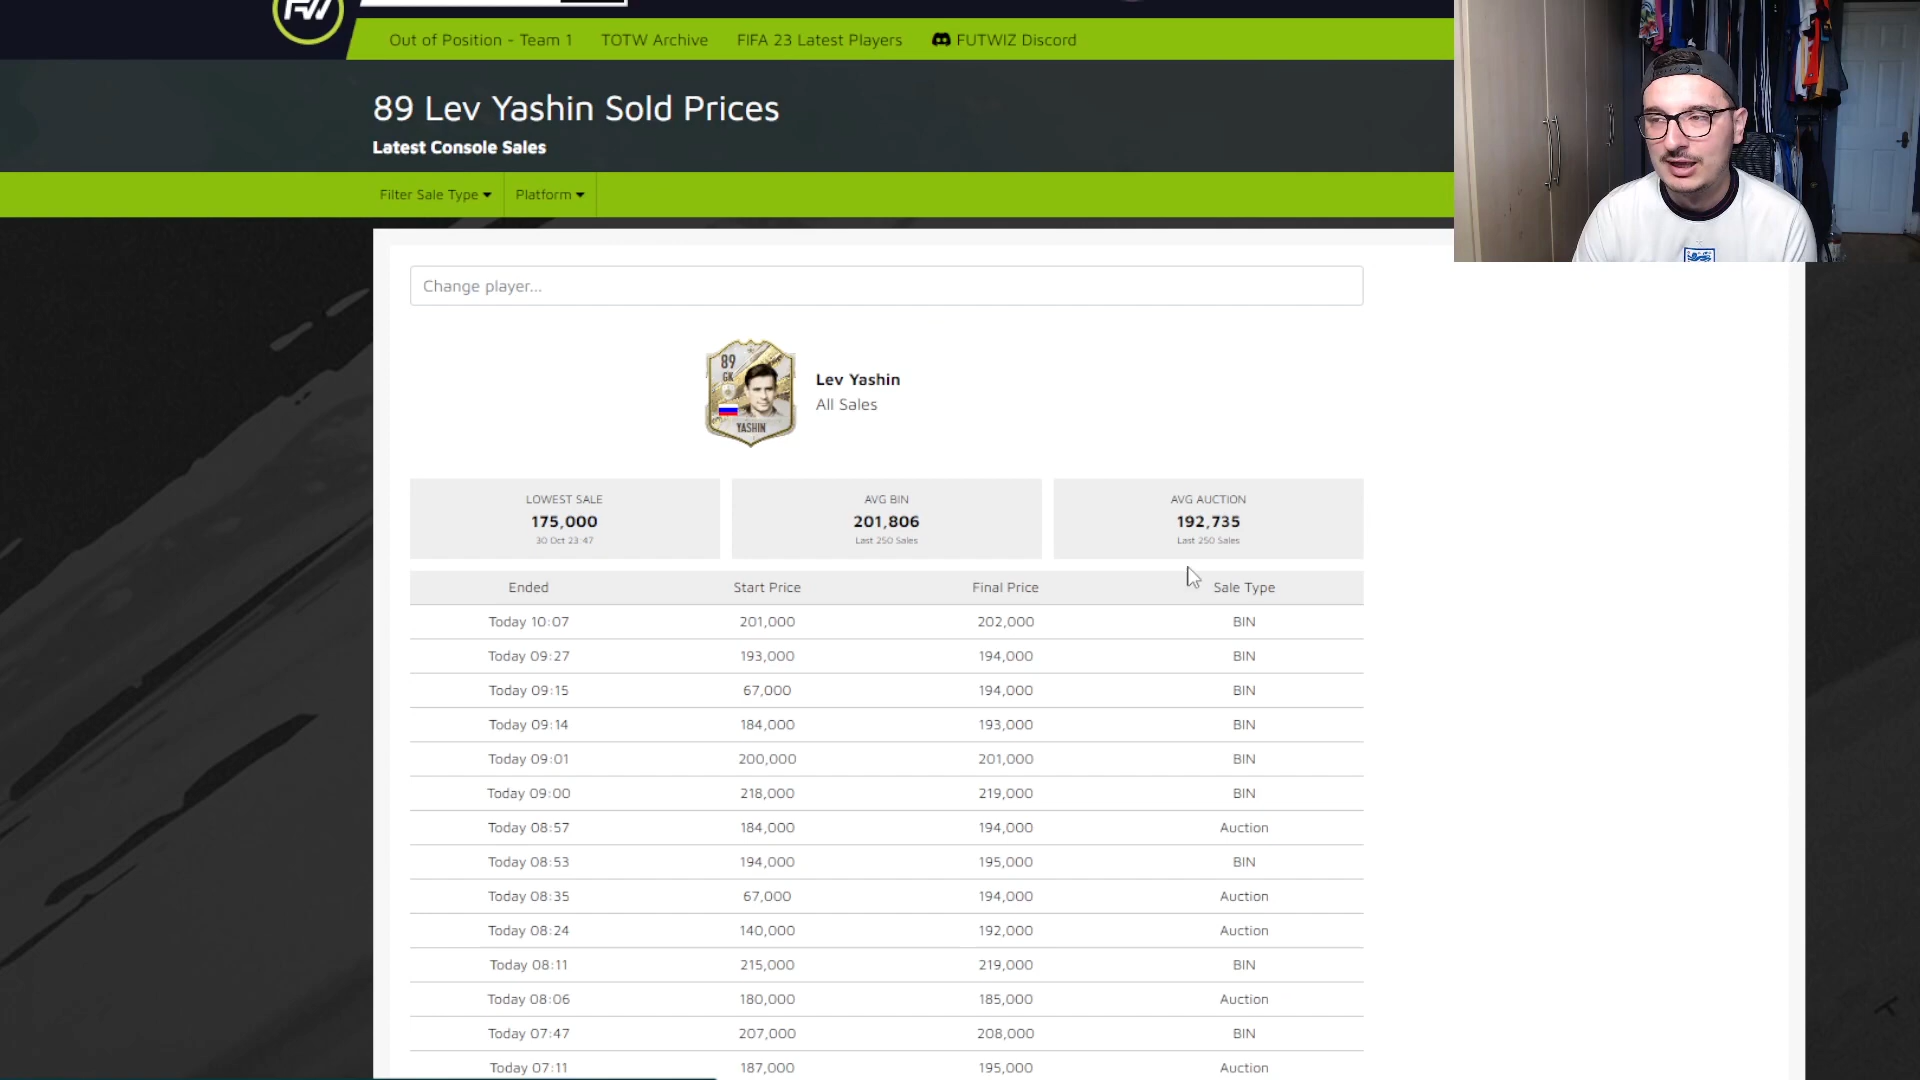 FW
Out of Position - Team 1 TOTW Archive FIFA 23 Latest Players FUTWIZ Discord
89 Lev Yashin Sold Prices
Latest Console Sales
Filter Sale Type Platform
Change player...
89
GK
YASHIN
Lev Yashin
All Sales
LOWEST SALE AVG BIN AVG AUCTION
175,000 201,806 192,735
30 Oct 23:47 Last 250 Sales Last 250 Sales
Ended Start Price Final Price Sale Type
Today 10:07 201,000 202,000 BIN
Today 09:27 193,000 194,000 BIN
Today 09:15 67,000 194,000 BIN
Today 09:14 184,000 193,000 BIN
Today 09:01 200,000 201,000 BIN
Today 09:00 218,000 219,000 BIN
Today 08:57 184,000 194,000 Auction
Today 08:53 194,000 195,000 BIN
Today 08:35 67,000 194,000 Auction
Today 08:24 140,000 192,000 Auction
Today 08:11 215,000 219,000 BIN
Today 08:06 180,000 185,000 Auction
Today 07:47 207,000 208,000 BIN
Today 07:11 187,000 195,000 Auction